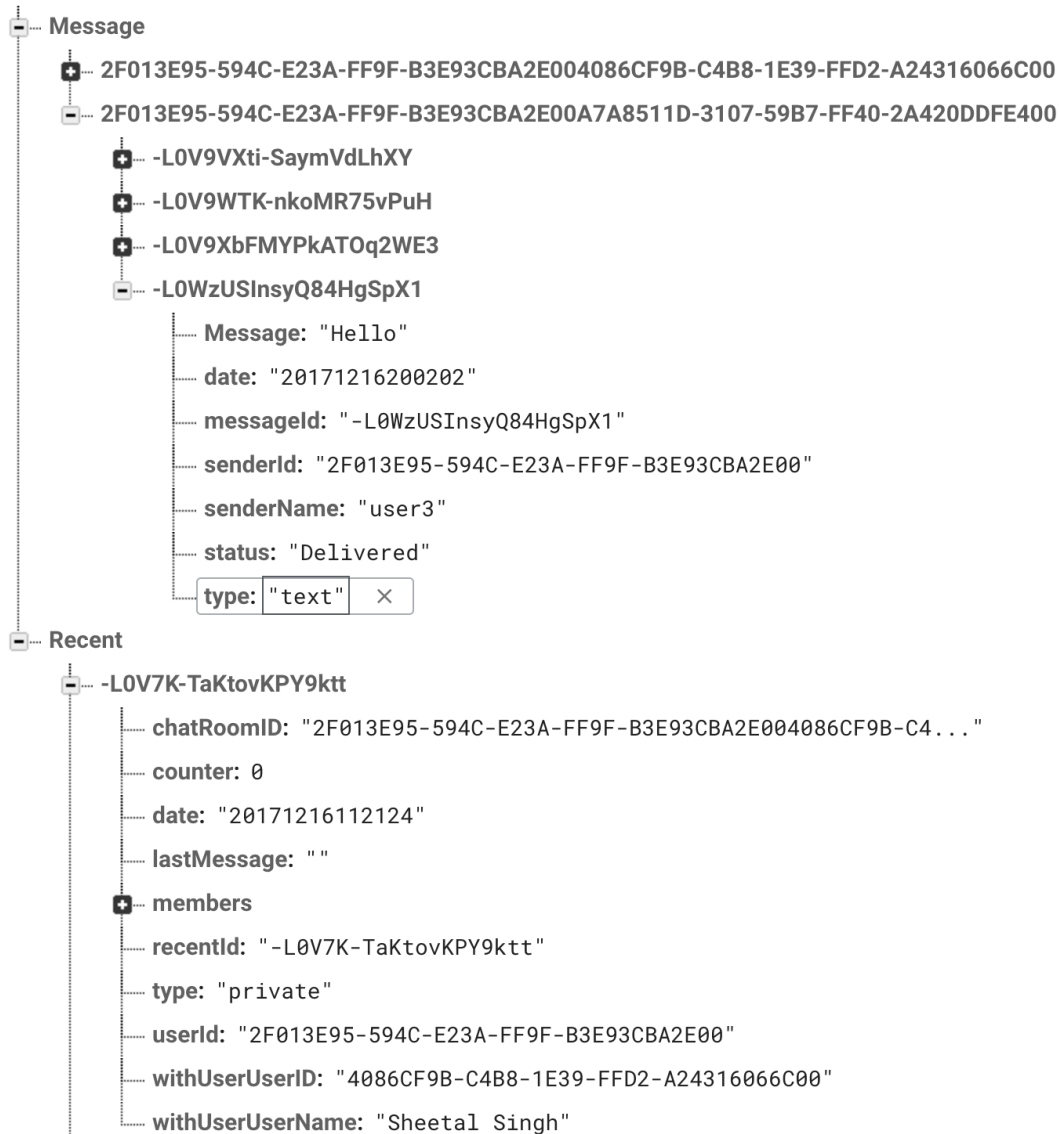 Message
2F013E95-594C-E23A-FF9F-B3E93CBA2E004086CF9B-C4B8-1E39-FFD2-A24316066C00
2F013E95-594C-E23A-FF9F-B3E93CBA2E00A7A8511D-3107-59B7-FF40-2A420DDFE400
-L0V9VXti-SaymVdLhXY
-L0V9WTK-nkoMR75vPuH
-L0V9XbFMYPkATOq2WE3
-L0WzUSInsyQ84HgSpX1
Message: "Hello"
date: "20171216200202"
messageId: "-L0WzUSInsyQ84HgSpX1"
senderId: "2F013E95-594C-E23A-FF9F-B3E93CBA2E00"
senderName: "user3"
status: "Delivered"
type: "text" ×
Recent
-L0V7K-TaKtovKPY9ktt
chatRoomID: "2F013E95-594C-E23A-FF9F-B3E93CBA2E004086CF9B-C4..."
counter: 0
date: "20171216112124"
lastMessage: ""
members
recentId: "-L0V7K-TaKtovKPY9ktt"
type: "private"
userId: "2F013E95-594C-E23A-FF9F-B3E93CBA2E00"
withUserUserID: "4086CF9B-C4B8-1E39-FFD2-A24316066C00"
withUserUserName: "Sheetal Singh"